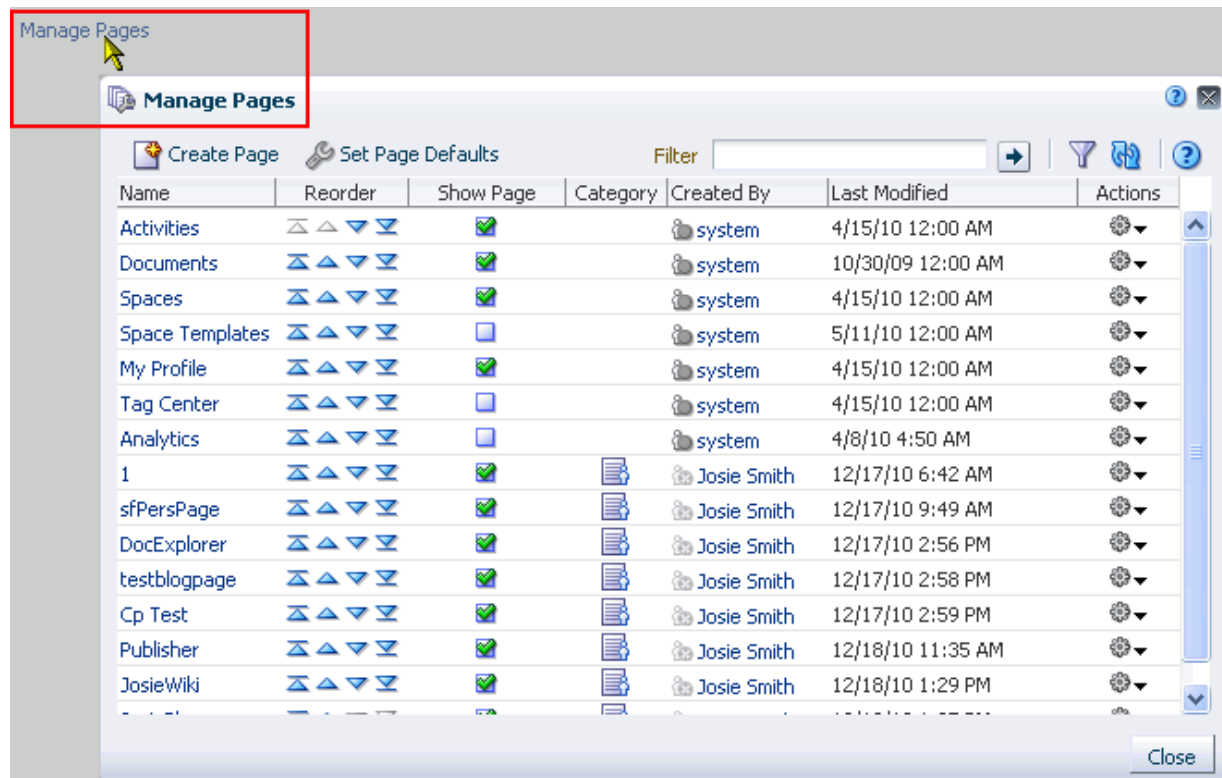 Manage Pages
Manage Pages
Create Page Set Page Defaults Filter
Name Reorder Show Page Category Created By Last Modified Actions
Activities system 4/15/10 12:00 AM
Documents system 10/30/09 12:00 AM
Spaces system 4/15/10 12:00 AM
Space Templates system 5/11/10 12:00 AM
My Profile system 4/15/10 12:00 AM
Tag Center system 4/15/10 12:00 AM
Analytics system 4/8/10 4:50 AM
1 Josie Smith 12/17/10 6:42 AM
sfPersPage Josie Smith 12/17/10 9:49 AM
DocExplorer Josie Smith 12/17/10 2:56 PM
testblogpage Josie Smith 12/17/10 2:58 PM
Cp Test Josie Smith 12/17/10 2:59 PM
Publisher Josie Smith 12/18/10 11:35 AM
JosieWiki Josie Smith 12/18/10 1:29 PM
Close